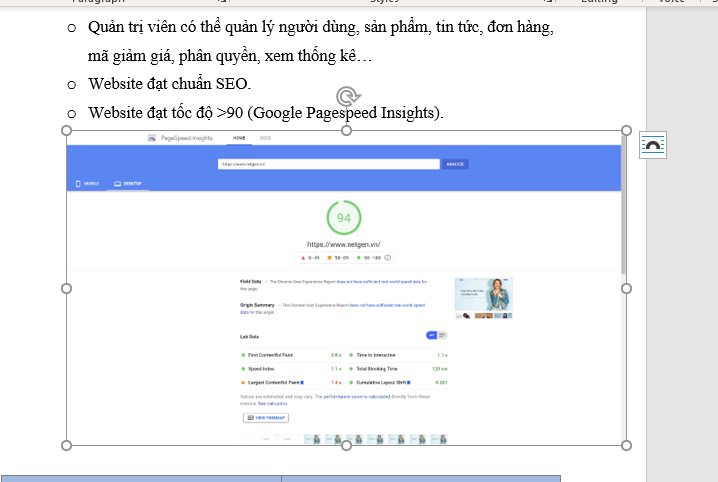 Paragraph
Styles
Editing
Voice
o Quản trị viên có thể quản lý người dùng, sản phẩm, tin tức, đơn hàng,
mã giảm giá, phân quyền, xem thống kê…
o Website đạt chuẩn SEO.
o Website đạt tốc độ >90 (Google Pagespeed Insights).
PageSpeed Insights HOME DOCS
https://www.netgen.vn/ ANALYZE
MOBILE DESKTOP
94
https://www.netgen.vn/
0–49 50–89 90–100
Field Data — The Chrome User Experience Report does not have sufficient real-world speed data for
this page.
Origin Summary — The Chrome User Experience Report does not have sufficient real-world speed
data for this origin.
Lab Data
First Contentful Paint 0.8 s Time to Interactive 1.1 s
Speed Index 1.1 s Total Blocking Time 120 ms
Largest Contentful Paint 1.4 s Cumulative Layout Shift 0.001
Values are estimated and may vary. The performance score is calculated directly from these
metrics. See calculator.
VIEW TREEMAP